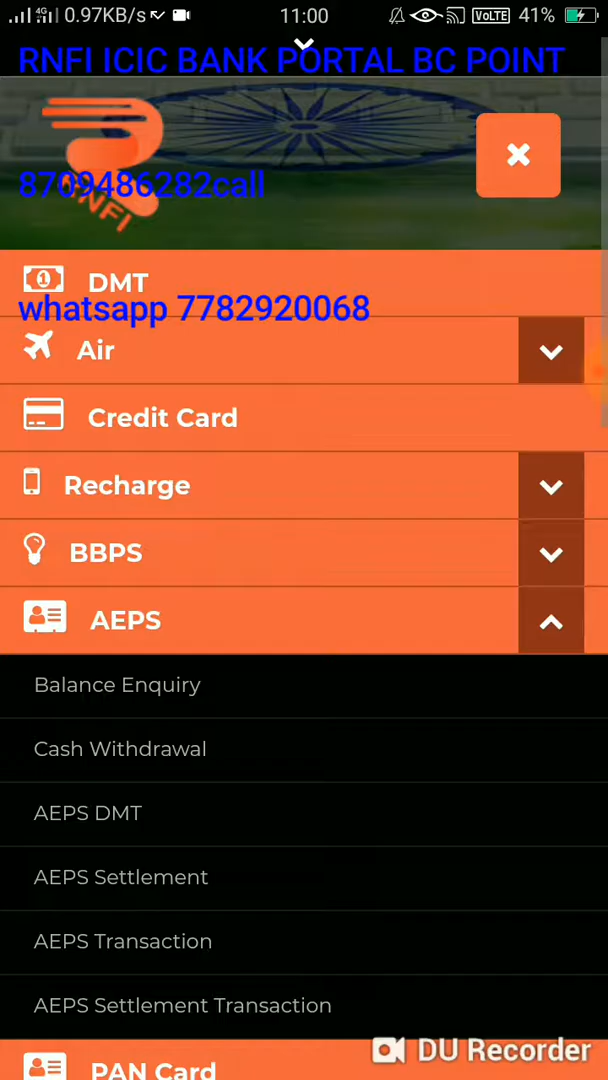 0.97KB/s 11:00 VoLTE 41%
RNFI ICIC BANK PORTAL BC POINT
8709486282call
RNFI
DMT
whatsapp 7782920068
Air
Credit Card
Recharge
BBPS
AEPS
Balance Enquiry
Cash Withdrawal
AEPS DMT
AEPS Settlement
AEPS Transaction
AEPS Settlement Transaction
PAN Card
DU Recorder